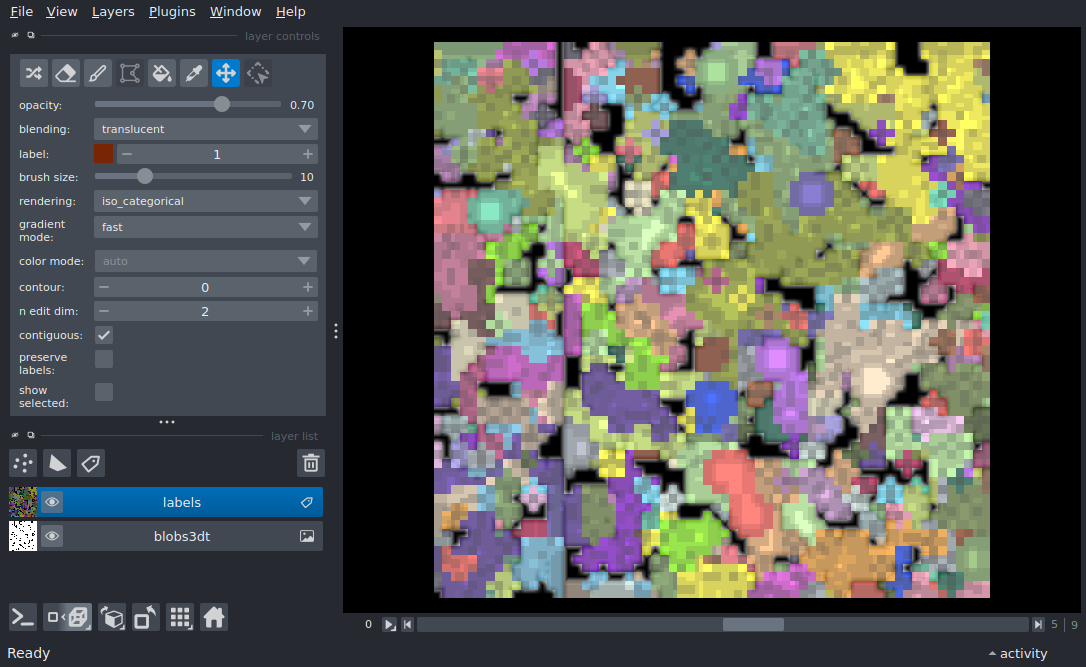 File View Layers Plugins Window Help
layer controls
opacity: 0.70
blending: translucent
label: 1
brush size: 10
rendering: iso_categorical
gradient
mode: fast
color mode: auto
contour: 0
n edit dim: 2
contiguous:
preserve
labels:
show
selected:
layer list
labels
blobs3dt
0 5 9
Ready activity